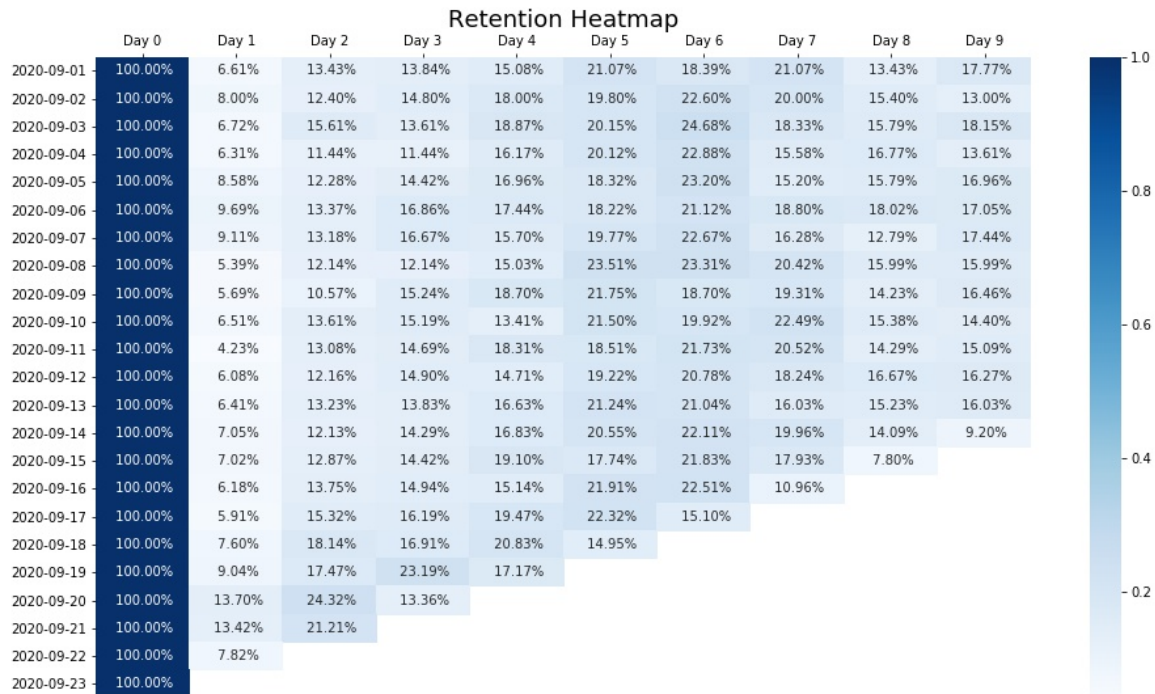 Retention Heatmap
Day 0 Day 1 Day 2 Day 3 Day 4 Day 5 Day 6 Day 7 Day 8 Day 9
2020-09-01 100.00% 6.61% 13.43% 13.84% 15.08% 21.07% 18.39% 21.07% 13.43% 17.77%
2020-09-02 100.00% 8.00% 12.40% 14.80% 18.00% 19.80% 22.60% 20.00% 15.40% 13.00%
2020-09-03 100.00% 6.72% 15.61% 13.61% 18.87% 20.15% 24.68% 18.33% 15.79% 18.15%
2020-09-04 100.00% 6.31% 11.44% 11.44% 16.17% 20.12% 22.88% 15.58% 16.77% 13.61%
2020-09-05 100.00% 8.58% 12.28% 14.42% 16.96% 18.32% 23.20% 15.20% 15.79% 16.96%
2020-09-06 100.00% 9.69% 13.37% 16.86% 17.44% 18.22% 21.12% 18.80% 18.02% 17.05%
2020-09-07 100.00% 9.11% 13.18% 16.67% 15.70% 19.77% 22.67% 16.28% 12.79% 17.44%
2020-09-08 100.00% 5.39% 12.14% 12.14% 15.03% 23.51% 23.31% 20.42% 15.99% 15.99%
2020-09-09 100.00% 5.69% 10.57% 15.24% 18.70% 21.75% 18.70% 19.31% 14.23% 16.46%
2020-09-10 100.00% 6.51% 13.61% 15.19% 13.41% 21.50% 19.92% 22.49% 15.38% 14.40%
2020-09-11 100.00% 4.23% 13.08% 14.69% 18.31% 18.51% 21.73% 20.52% 14.29% 15.09%
2020-09-12 100.00% 6.08% 12.16% 14.90% 14.71% 19.22% 20.78% 18.24% 16.67% 16.27%
2020-09-13 100.00% 6.41% 13.23% 13.83% 16.63% 21.24% 21.04% 16.03% 15.23% 16.03%
2020-09-14 100.00% 7.05% 12.13% 14.29% 16.83% 20.55% 22.11% 19.96% 14.09% 9.20%
2020-09-15 100.00% 7.02% 12.87% 14.42% 19.10% 17.74% 21.83% 17.93% 7.80%
2020-09-16 100.00% 6.18% 13.75% 14.94% 15.14% 21.91% 22.51% 10.96%
2020-09-17 100.00% 5.91% 15.32% 16.19% 19.47% 22.32% 15.10%
2020-09-18 100.00% 7.60% 18.14% 16.91% 20.83% 14.95%
2020-09-19 100.00% 9.04% 17.47% 23.19% 17.17%
2020-09-20 100.00% 13.70% 24.32% 13.36%
2020-09-21 100.00% 13.42% 21.21%
2020-09-22 100.00% 7.82%
2020-09-23 100.00%
1.0
0.8
0.6
0.4
0.2